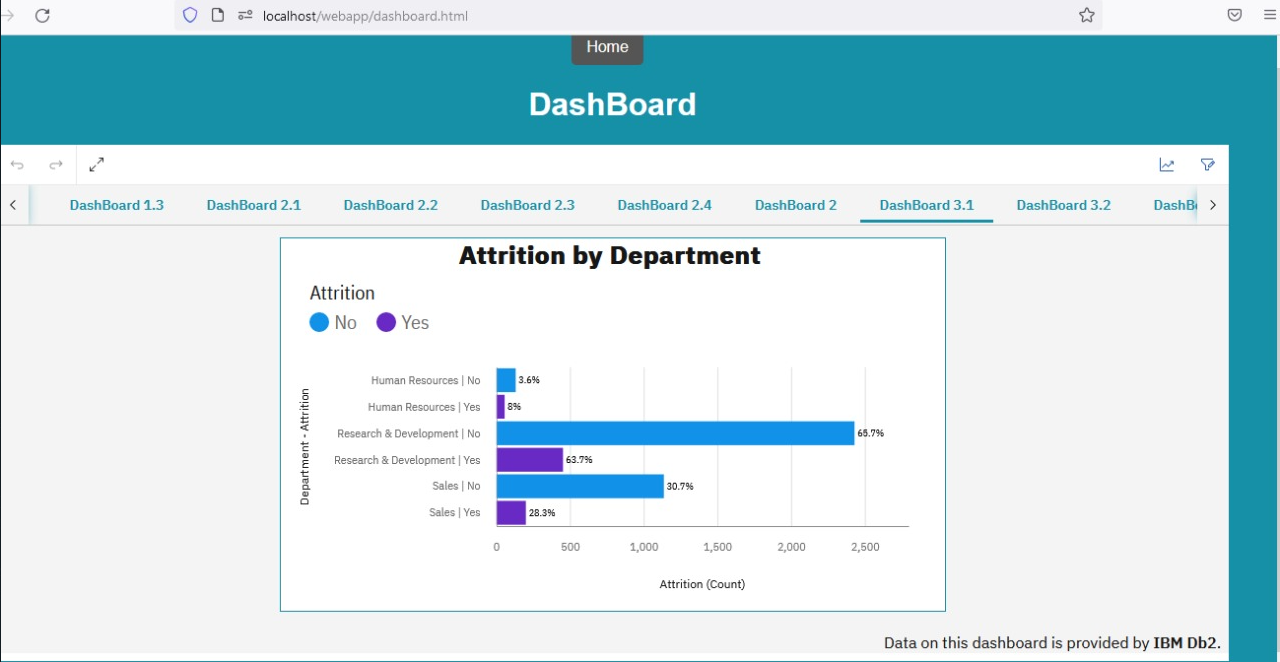 localhost/webapp/dashboard.html
Home
DashBoard
DashBoard 1.3 DashBoard 2.1 DashBoard 2.2 DashBoard 2.3 DashBoard 2.4 DashBoard 2 DashBoard 3.1 DashBoard 3.2 DashB
Attrition by Department
Attrition
No Yes
Department - Attrition
Human Resources | No 3.6%
Human Resources | Yes 8%
Research & Development | No 65.7%
Research & Development | Yes 63.7%
Sales | No 30.7%
Sales | Yes 28.3%
0 500 1,000 1,500 2,000 2,500
Attrition (Count)
Data on this dashboard is provided by IBM Db2.